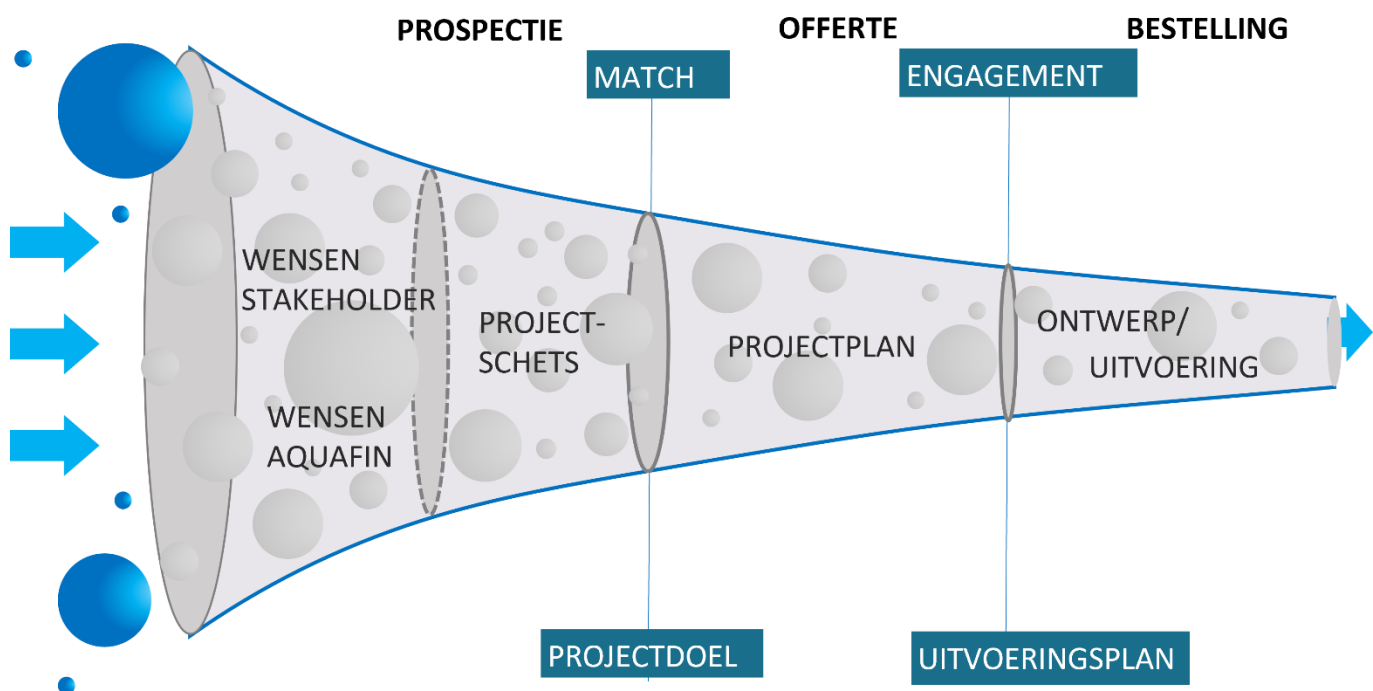 PROSPECTIE
OFFERTE
BESTELLING
MATCH
ENGAGEMENT
WENSEN
STAKEHOLDER
PROJECT-
SCHETS
PROJECTPLAN
ONTWERP/
UITVOERING
WENSEN
AQUAFIN
PROJECTDOEL
UITVOERINGSPLAN